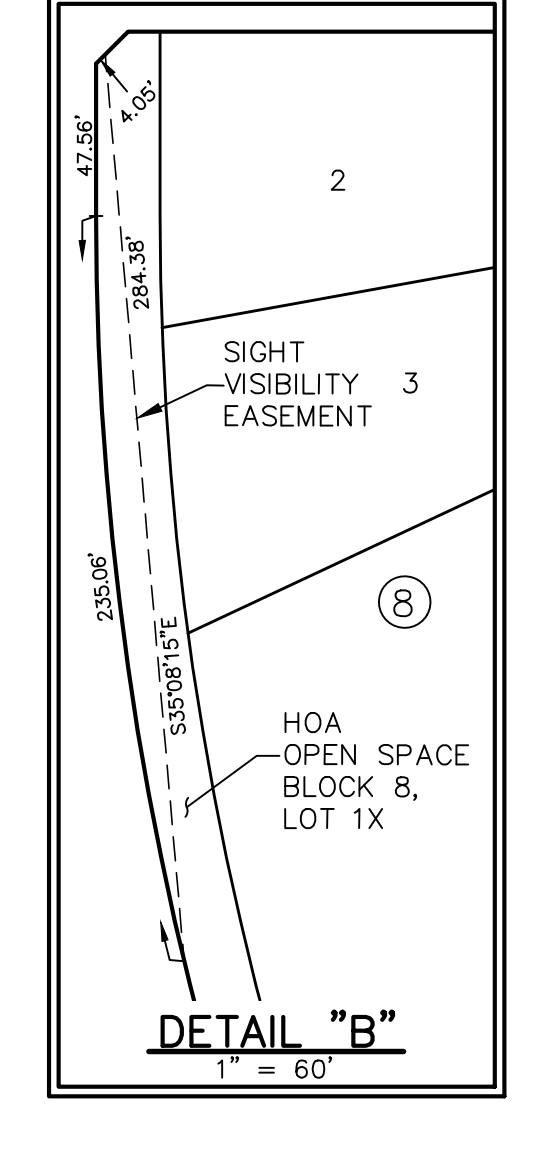 4.05'
47.56'
2
284.38'
SIGHT
VISIBILITY
EASEMENT
3
235.06'
8
S35°08'15"E
HOA
OPEN SPACE
BLOCK 8,
LOT 1X
DETAIL "B"
1" = 60'